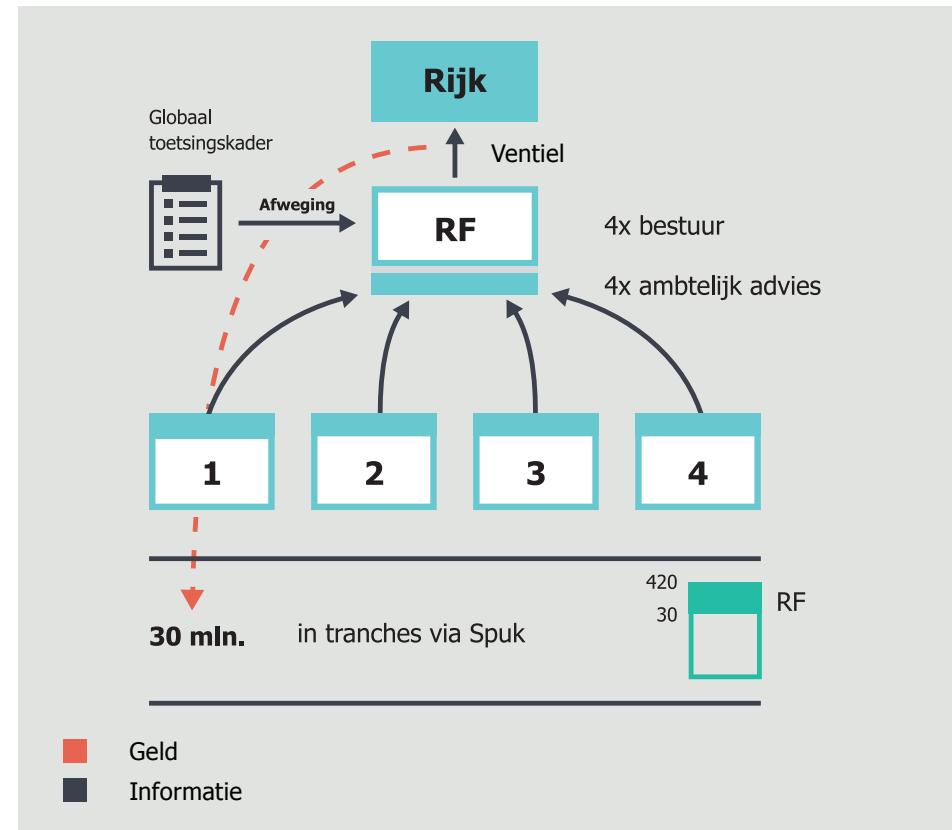 Rijk
Globaal
toetsingskader
Ventiel
Afweging
RF
4x bestuur
4x ambtelijk advies
1
2
3
4
420
30
RF
30 mln.
in tranches via Spuk
Geld
Informatie